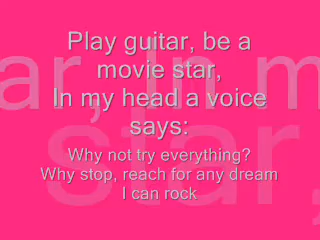 Play guitar, be a
movie star,
In my head a voice
says:
Why not try everything?
Why stop, reach for any dream
I can rock